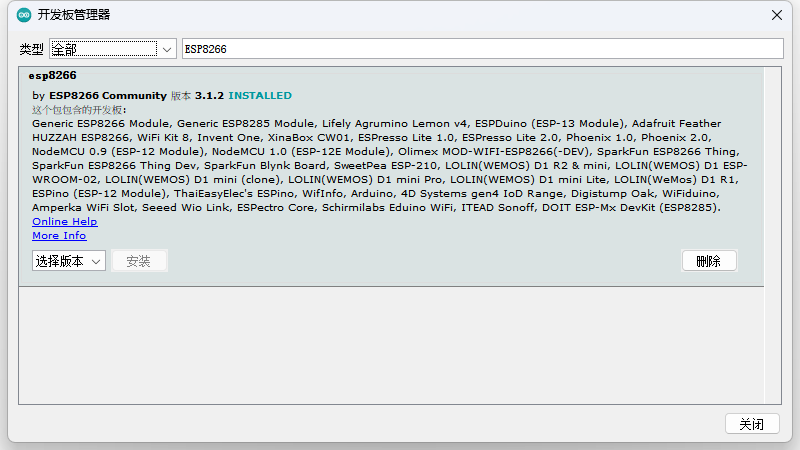 开发板管理器
类型 全部 ESP8266
esp8266
by ESP8266 Community 版本 3.1.2 INSTALLED
这个包包含的开发板:
Generic ESP8266 Module, Generic ESP8285 Module, Lifely Agrumino Lemon v4, ESPDuino (ESP-13 Module), Adafruit Feather
HUZZAH ESP8266, WiFi Kit 8, Invent One, XinaBox CW01, ESPresso Lite 1.0, ESPresso Lite 2.0, Phoenix 1.0, Phoenix 2.0,
NodeMCU 0.9 (ESP-12 Module), NodeMCU 1.0 (ESP-12E Module), Olimex MOD-WIFI-ESP8266(-DEV), SparkFun ESP8266 Thing,
SparkFun ESP8266 Thing Dev, SparkFun Blynk Board, SweetPea ESP-210, LOLIN(WEMOS) D1 R2 & mini, LOLIN(WEMOS) D1 ESP-
WROOM-02, LOLIN(WEMOS) D1 mini (clone), LOLIN(WEMOS) D1 mini Pro, LOLIN(WEMOS) D1 mini Lite, LOLIN(WeMos) D1 R1,
ESPino (ESP-12 Module), ThaiEasyElec's ESPino, WifInfo, Arduino, 4D Systems gen4 IoD Range, Digistump Oak, WiFiduino,
Amperka WiFi Slot, Seeed Wio Link, ESPectro Core, Schirmilabs Eduino WiFi, ITEAD Sonoff, DOIT ESP-Mx DevKit (ESP8285).
Online Help
More Info
选择版本 安装 删除
关闭